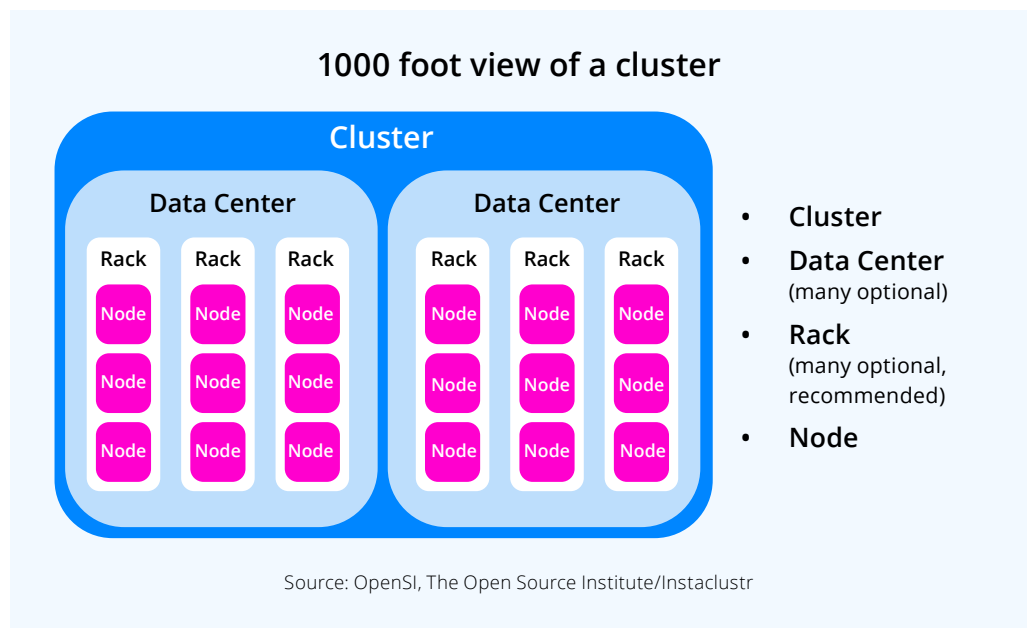 1000 foot view of a cluster
Cluster
Data Center
Rack Rack Rack
Node Node Node
Node Node Node
Node Node Node
Data Center
Rack Rack Rack
Node Node Node
Node Node Node
Node Node Node
• Cluster
• Data Center
(many optional)
• Rack
(many optional,
recommended)
• Node
Source: OpenSI, The Open Source Institute/Instaclustr